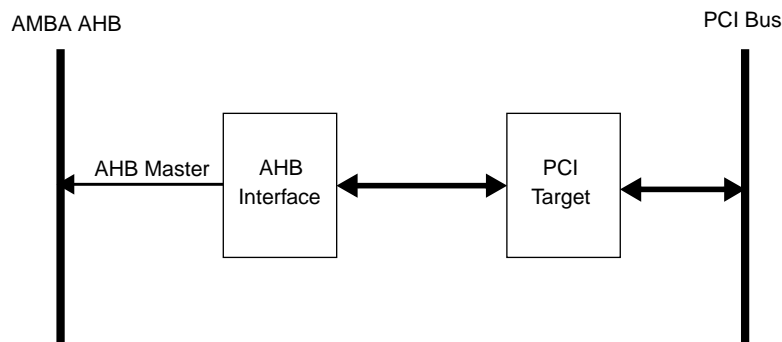 AMBA AHB
PCI Bus
AHB Master
AHB
Interface
PCI
Target